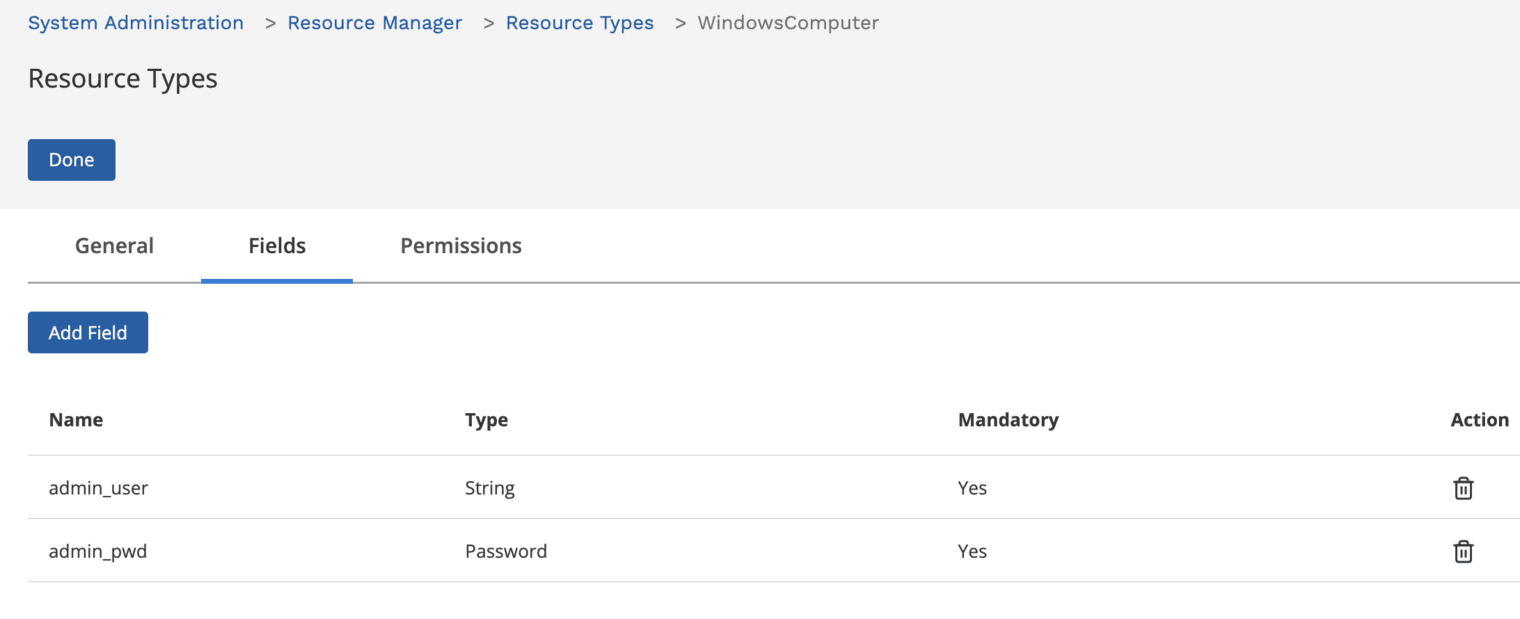 System Administration > Resource Manager > Resource Types > WindowsComputer
Resource Types
Done
General Fields Permissions
Add Field
Name Type Mandatory Action
admin_user String Yes
admin_pwd Password Yes